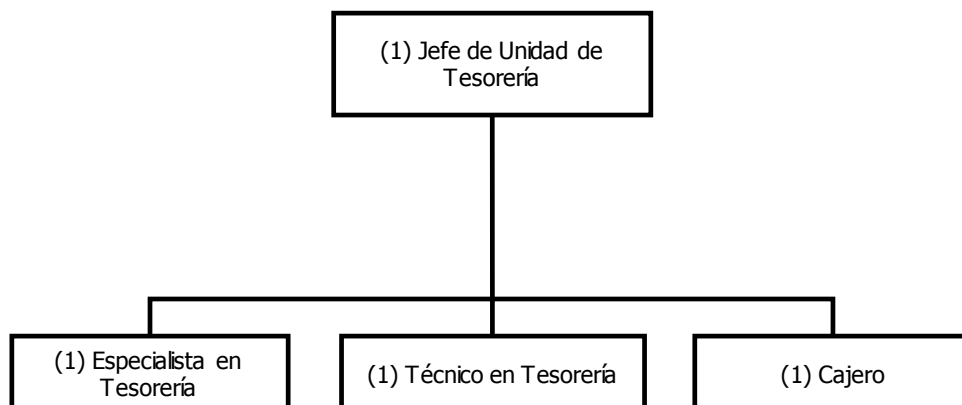 (1) Jefe de Unidad de
Tesorería
(1) Especialista en
Tesorería
(1) Técnico en Tesorería
(1) Cajero